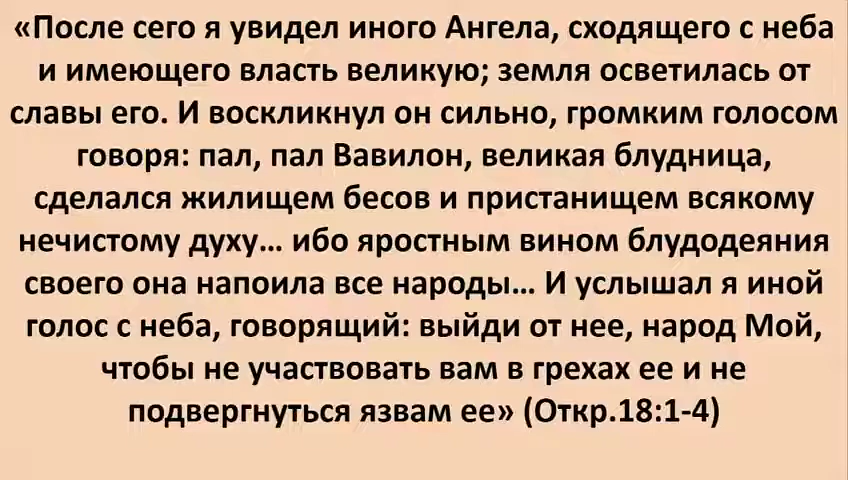 «После сего я увидел иного Ангела, сходящего с неба
и имеющего власть великую; земля осветилась от
славы его. И воскликнул он сильно, громким голосом
говоря: пал, пал Вавилон, великая блудница,
сделался жилищем бесов и пристанищем всякому
нечистому духу... ибо яростным вином блудодеяния
своего она напоила все народы... И услышал я иной
голос с неба, говорящий: выйди от нее, народ Мой,
чтобы не участвовать вам в грехах ее и не
подвергнуться язвам ее» (Откр.18:1-4)